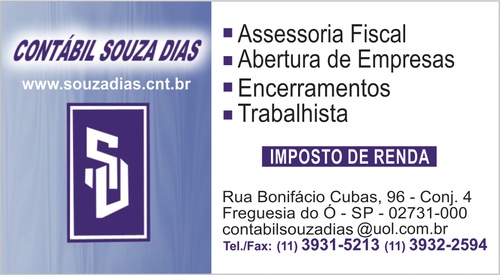 CONTÁBIL SOUZA DIAS
www.souzadias.cnt.br
SD
Assessoria Fiscal
Abertura de Empresas
Encerramentos
Trabalhista
IMPOSTO DE RENDA
Rua Bonifácio Cubas, 96 - Conj. 4
Freguesia do Ó - SP - 02731-000
contabilsouzadias @uol.com.br
Tel./Fax: (11) 3931-5213 (11) 3932-2594